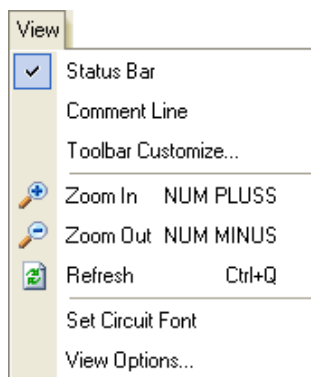 View
Status Bar
Comment Line
Toolbar Customize...
Zoom In NUM PLUSS
Zoom Out NUM MINUS
Refresh Ctrl+Q
Set Circuit Font
View Options...